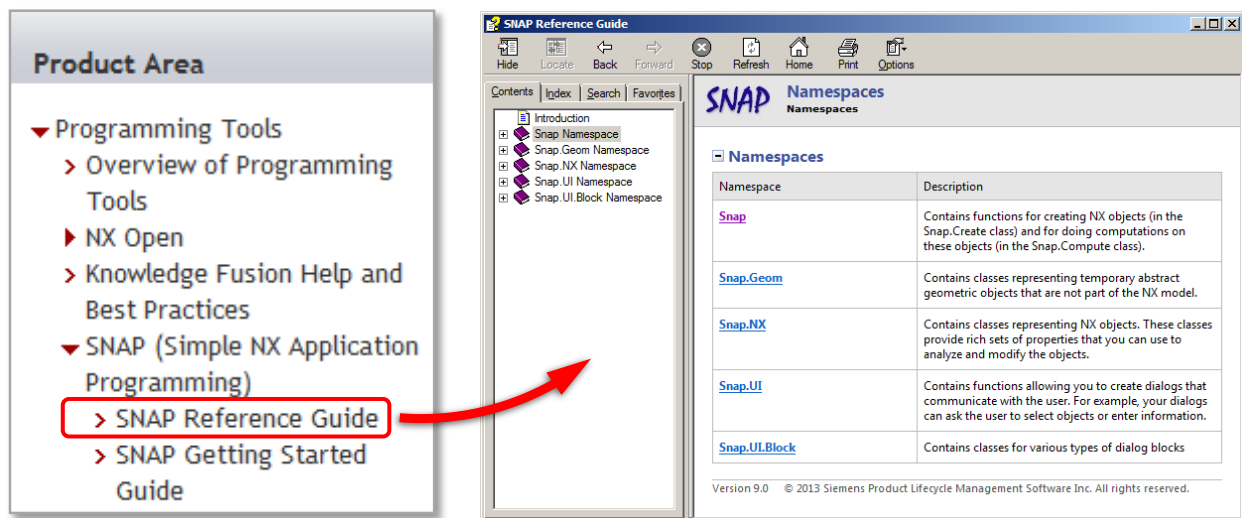 Product Area
Programming Tools
Overview of Programming
Tools
NX Open
Knowledge Fusion Help and
Best Practices
SNAP (Simple NX Application
Programming)
SNAP Reference Guide
SNAP Getting Started
Guide
SNAP Reference Guide
Hide Locate Back Forward Stop Refresh Home Print Options
Contents Index Search Favorites
Introduction
Snap Namespace
Snap.Geom Namespace
Snap.NX Namespace
Snap.UI Namespace
Snap.UI.Block Namespace
SNAP
Namespaces
Namespaces
Namespaces
Namespace Description
Snap Contains functions for creating NX objects (in the
Snap.Create class) and for doing computations on
these objects (in the Snap.Compute class).
Snap.Geom Contains classes representing temporary abstract
geometric objects that are not part of the NX model.
Snap.NX Contains classes representing NX objects. These classes
provide rich sets of properties that you can use to
analyze and modify the objects.
Snap.UI Contains functions allowing you to create dialogs that
communicate with the user. For example, your dialogs
can ask the user to select objects or enter information.
Snap.UI.Block Contains classes for various types of dialog blocks
Version 9.0 © 2013 Siemens Product Lifecycle Management Software Inc. All rights reserved.